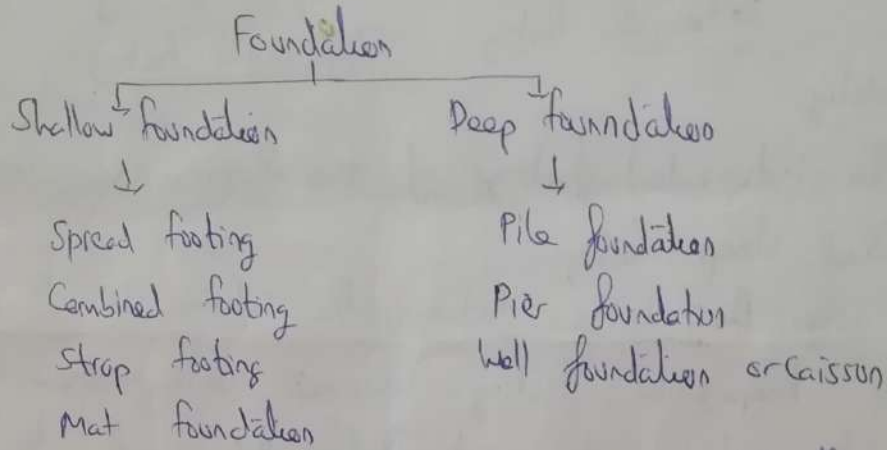 Foundation
Shallow foundation
Deep founndation
Spread footing
Pile foundation
Combined footing
Pier foundation
Strap footing
Well foundation or Caisson
Mat foundation